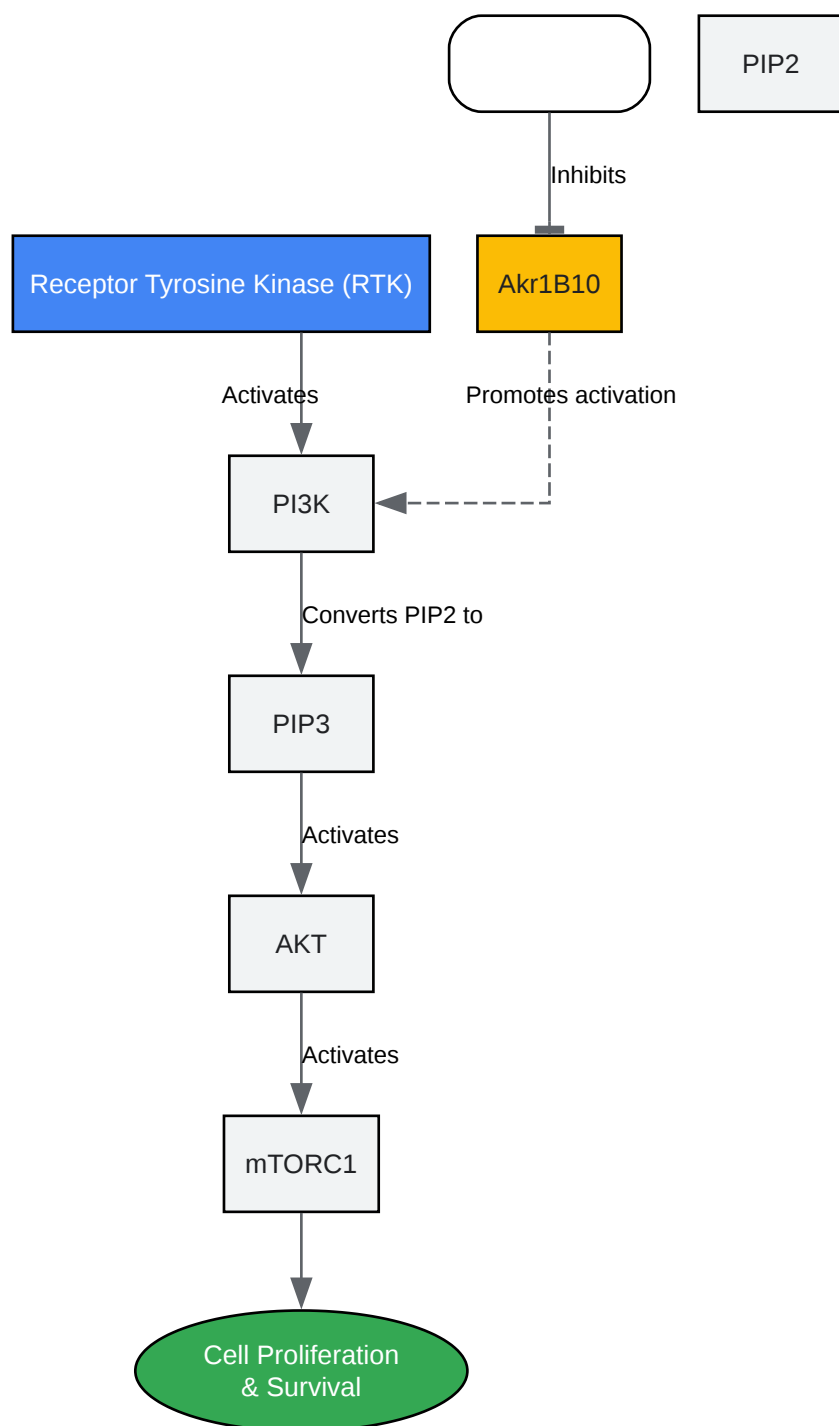 PIP2
Inhibits
Receptor Tyrosine Kinase (RTK)
Akr1B10
Activates
Promotes activation
PI3K
Converts PIP2 to
PIP3
Activates
AKT
Activates
mTORC1
Cell Proliferation
& Survival